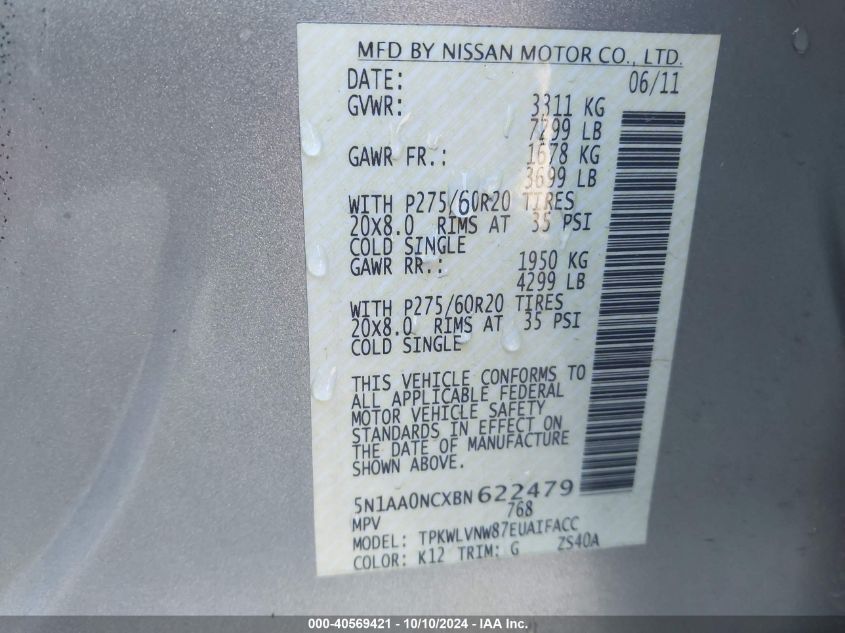 MFD BY NISSAN MOTOR CO., LTD.
DATE: 06/11
GVWR: 3311 KG
7299 LB
GAWR FR.: 1678 KG
3699 LB
WITH P275/60R20 TIRES
20X8.0 RIMS AT 35 PSI
COLD SINGLE
GAWR RR.: 1950 KG
4299 LB
WITH P275/60R20 TIRES
20X8.0 RIMS AT 35 PSI
COLD SINGLE
THIS VEHICLE CONFORMS TO
ALL APPLICABLE FEDERAL
MOTOR VEHICLE SAFETY
STANDARDS IN EFFECT ON
THE DATE OF MANUFACTURE
SHOWN ABOVE.
5N1AA0NCXBN622479
MPV 768
MODEL: TPKWLVNW87EUAIFACC
COLOR: K12 TRIM: G ZS40A
000-40569421 - 10/10/2024 - IAA Inc.